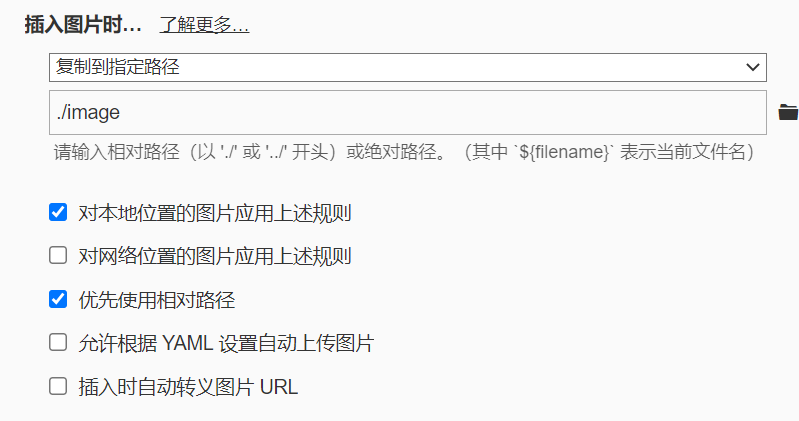 插入图片时… 了解更多…
复制到指定路径
./image
请输入相对路径（以 './' 或 '../' 开头）或绝对路径。（其中 `${filename}` 表示当前文件名）
对本地位置的图片应用上述规则
对网络位置的图片应用上述规则
优先使用相对路径
允许根据 YAML 设置自动上传图片
插入时自动转义图片 URL